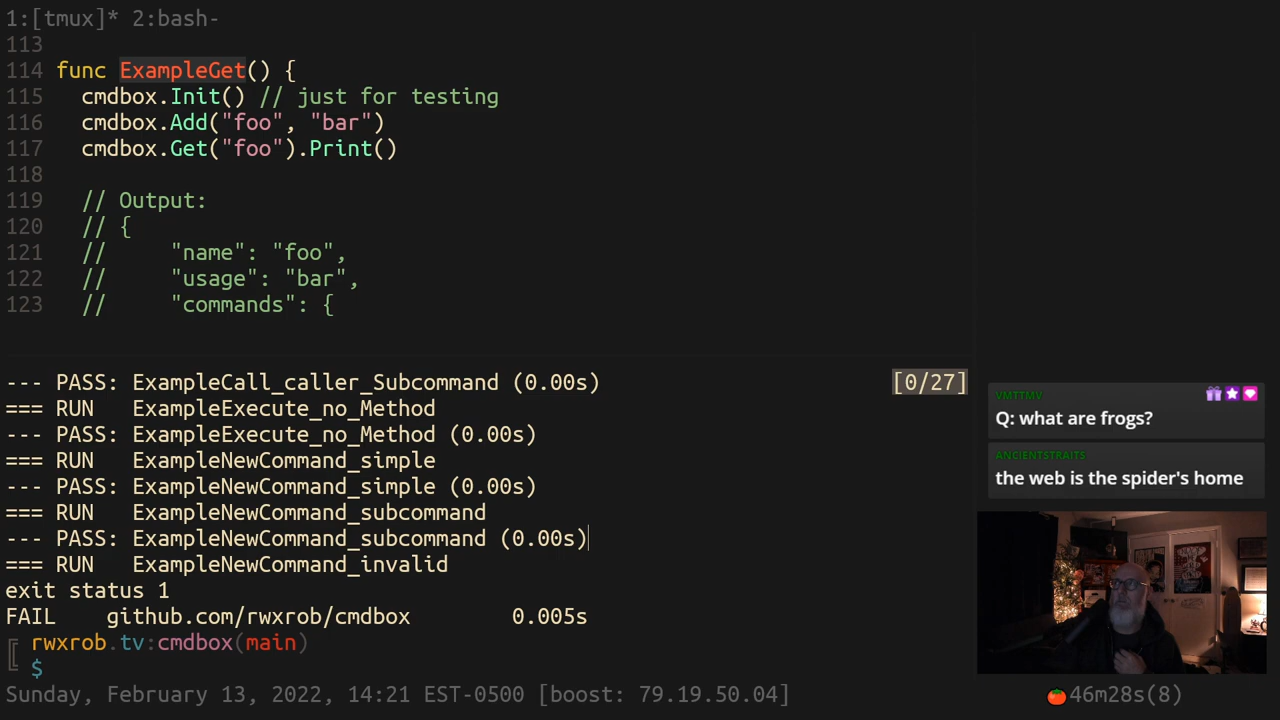 1:[tmux]* 2:bash-
113
114 func ExampleGet() {
115   cmdbox.Init() // just for testing
116   cmdbox.Add("foo", "bar")
117   cmdbox.Get("foo").Print()
118
119   // Output:
120   // {
121   //     "name": "foo",
122   //     "usage": "bar",
123   //     "commands": {
--- PASS: ExampleCall_caller_Subcommand (0.00s)
[0/27]
=== RUN   ExampleExecute_no_Method
--- PASS: ExampleExecute_no_Method (0.00s)
=== RUN   ExampleNewCommand_simple
--- PASS: ExampleNewCommand_simple (0.00s)
=== RUN   ExampleNewCommand_subcommand
--- PASS: ExampleNewCommand_subcommand (0.00s)
=== RUN   ExampleNewCommand_invalid
exit status 1
FAIL    github.com/rwxrob/cmdbox        0.005s
rwxrob.tv:cmdbox(main)
$
Sunday, February 13, 2022, 14:21 EST-0500 [boost: 79.19.50.04]
VMTTMV
Q: what are frogs?
ANCIENTSTRAITS
the web is the spider's home
46m28s(8)